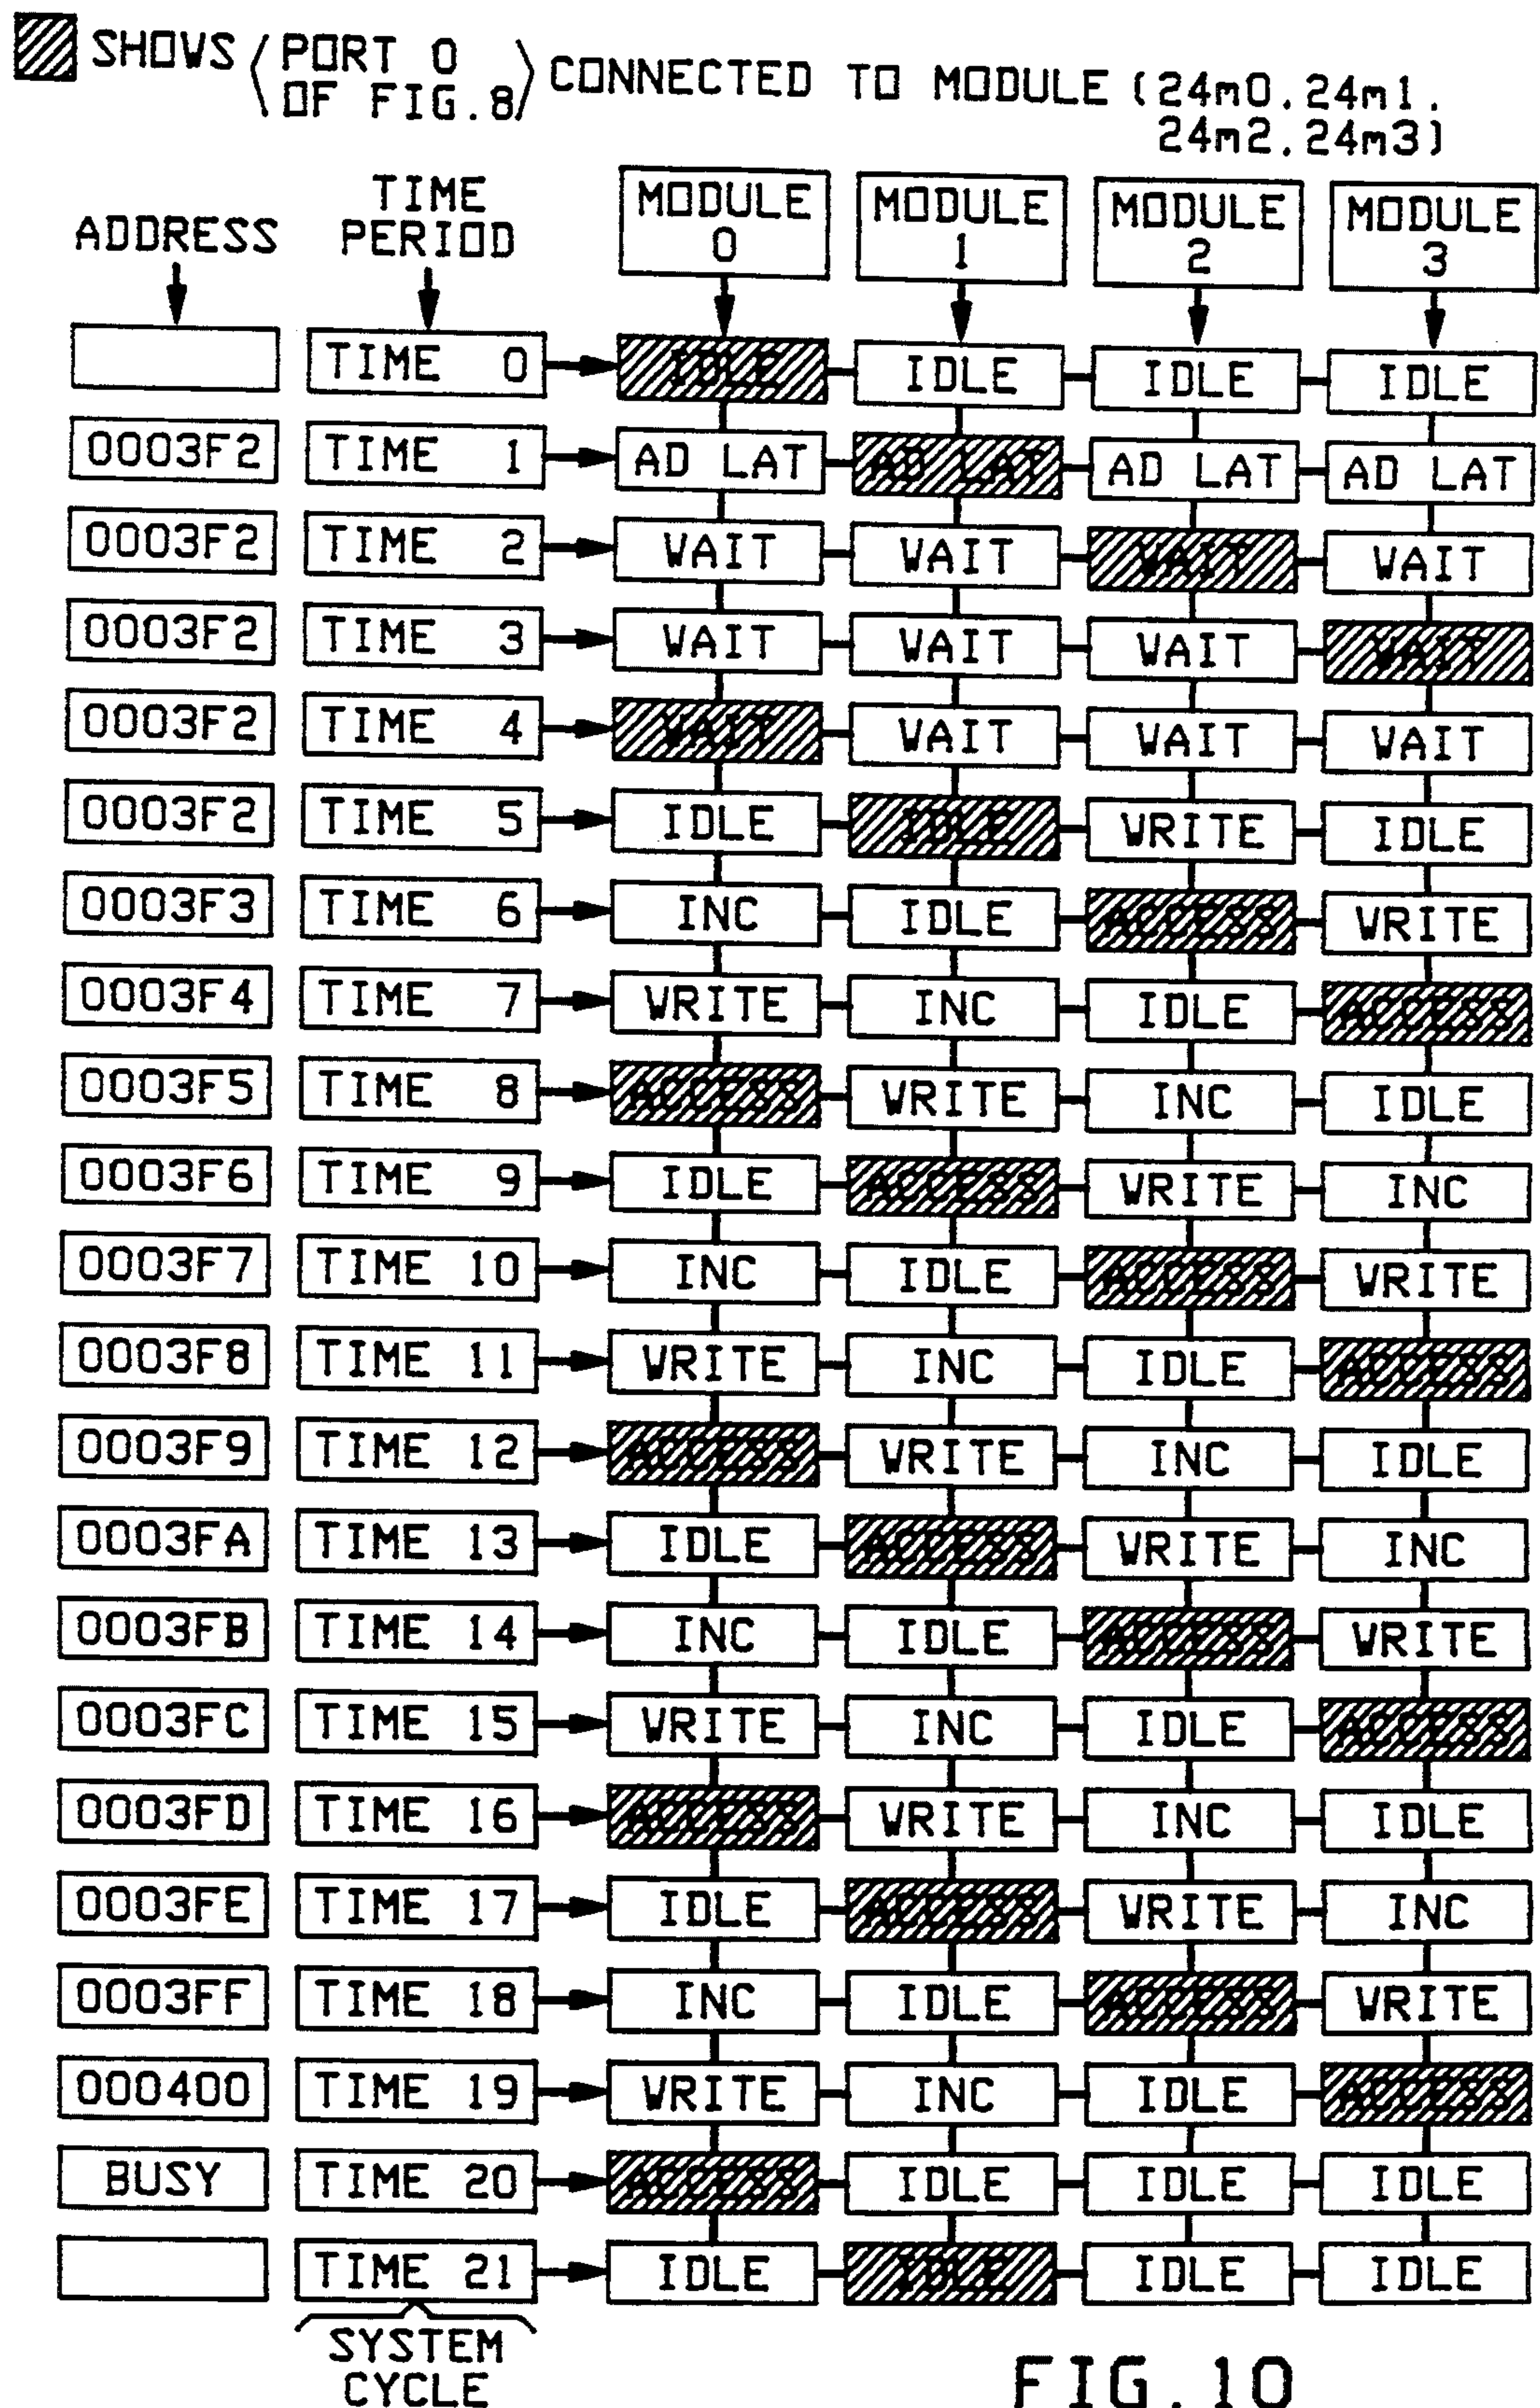 SHOWS PORT 0 OF FIG.8 CONNECTED TO MODULE (24m0.24m1. 24m2.24m3)
ADDRESS TIME PERIOD MODULE 0 MODULE 1 MODULE 2 MODULE 3
TIME 0 IDLE IDLE IDLE IDLE
0003F2 TIME 1 AD LAT AD LAT AD LAT AD LAT
0003F2 TIME 2 WAIT WAIT WAIT WAIT
0003F2 TIME 3 WAIT WAIT WAIT WAIT
0003F2 TIME 4 WAIT WAIT WAIT WAIT
0003F2 TIME 5 IDLE IDLE WRITE IDLE
0003F3 TIME 6 INC IDLE ACCESS WRITE
0003F4 TIME 7 WRITE INC IDLE ACCESS
0003F5 TIME 8 ACCESS WRITE INC IDLE
0003F6 TIME 9 IDLE ACCESS WRITE INC
0003F7 TIME 10 INC IDLE ACCESS WRITE
0003F8 TIME 11 WRITE INC IDLE ACCESS
0003F9 TIME 12 ACCESS WRITE INC IDLE
0003FA TIME 13 IDLE ACCESS WRITE INC
0003FB TIME 14 INC IDLE ACCESS WRITE
0003FC TIME 15 WRITE INC IDLE ACCESS
0003FD TIME 16 ACCESS WRITE INC IDLE
0003FE TIME 17 IDLE ACCESS WRITE INC
0003FF TIME 18 INC IDLE ACCESS WRITE
000400 TIME 19 WRITE INC IDLE ACCESS
BUSY TIME 20 ACCESS IDLE IDLE IDLE
TIME 21 IDLE IDLE IDLE IDLE
SYSTEM
CYCLE
FIG.10